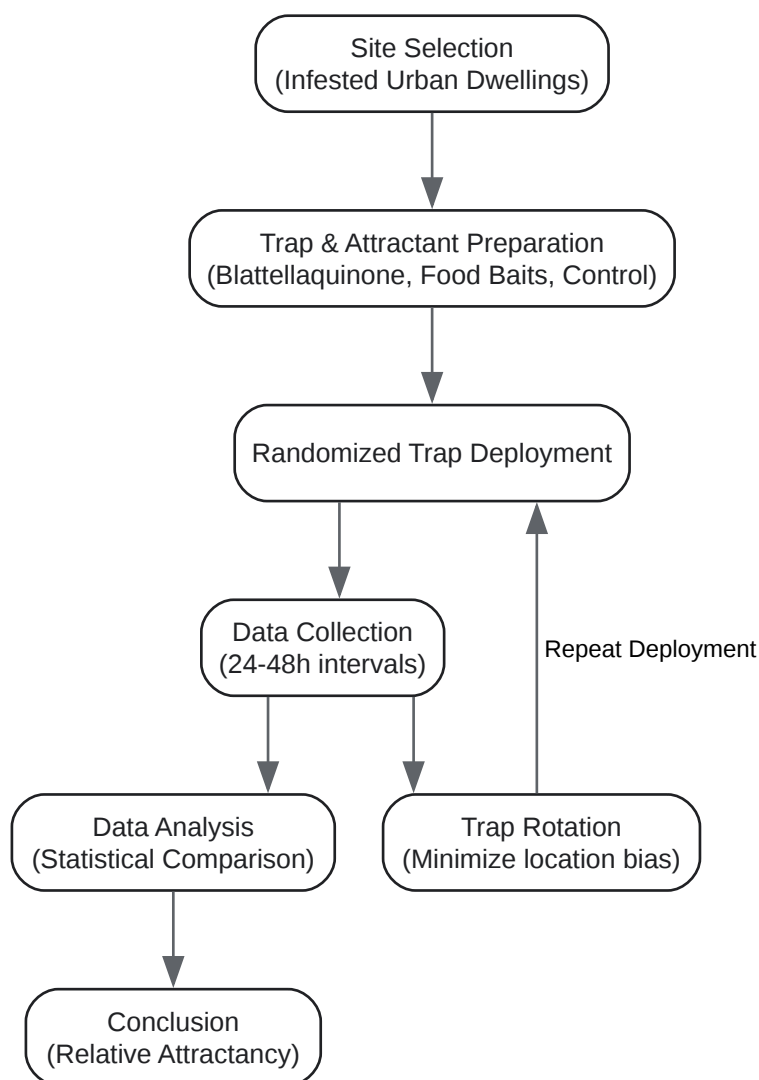 Site Selection
(Infested Urban Dwellings)
Trap & Attractant Preparation
(Blattellaquinone, Food Baits, Control)
Randomized Trap Deployment
Data Collection
(24-48h intervals)
Repeat Deployment
Data Analysis
(Statistical Comparison)
Trap Rotation
(Minimize location bias)
Conclusion
(Relative Attractancy)